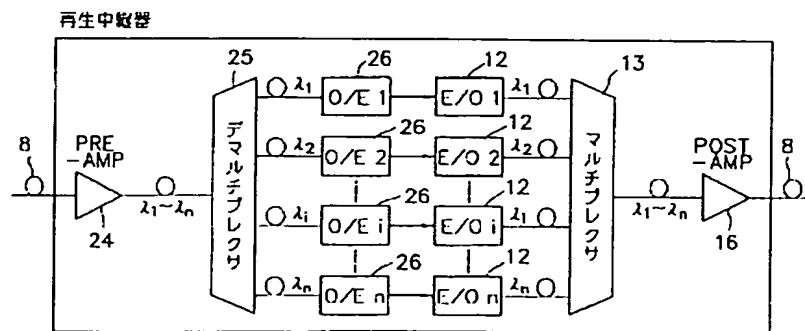 再生中継器
25 26 12 13
λ1 O/E 1 E/O 1 λ1
8 PRE -AMP 26 12 POST -AMP 8
λ2 O/E 2 E/O 2 λ2
デマルチプレクサ マルチプレクサ
26 12
24 λ1~λn λi O/E i E/O i λ1 λ1~λn 16
26 12
λn O/E n E/O n λn